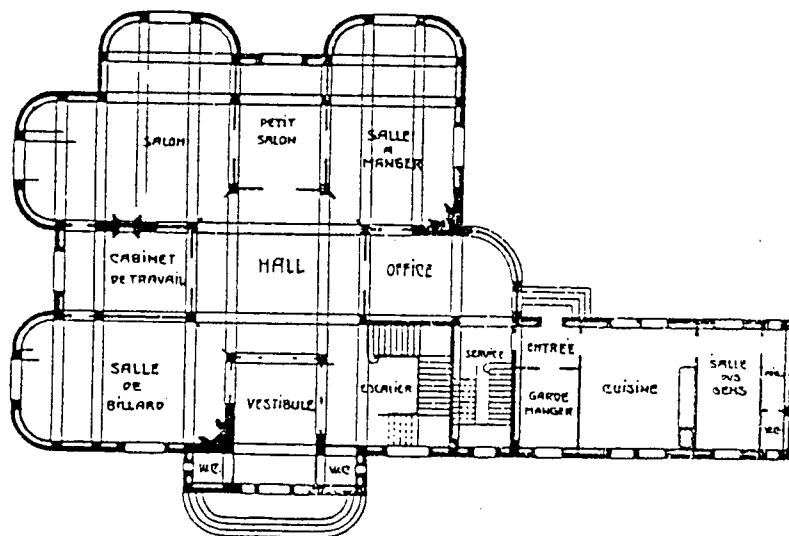 SALON
PETIT
SALON
SALLE
A
MANGER
CABINET
DE TRAVAIL
HALL
OFFICE
SALLE
DE
BILLARD
VESTIBULE
ESCALIER
SERVICE
ENTRÉE
GARDE
MANGER
CUISINE
SALLE
DES
GENS
W.C.
W.C.
W.C.